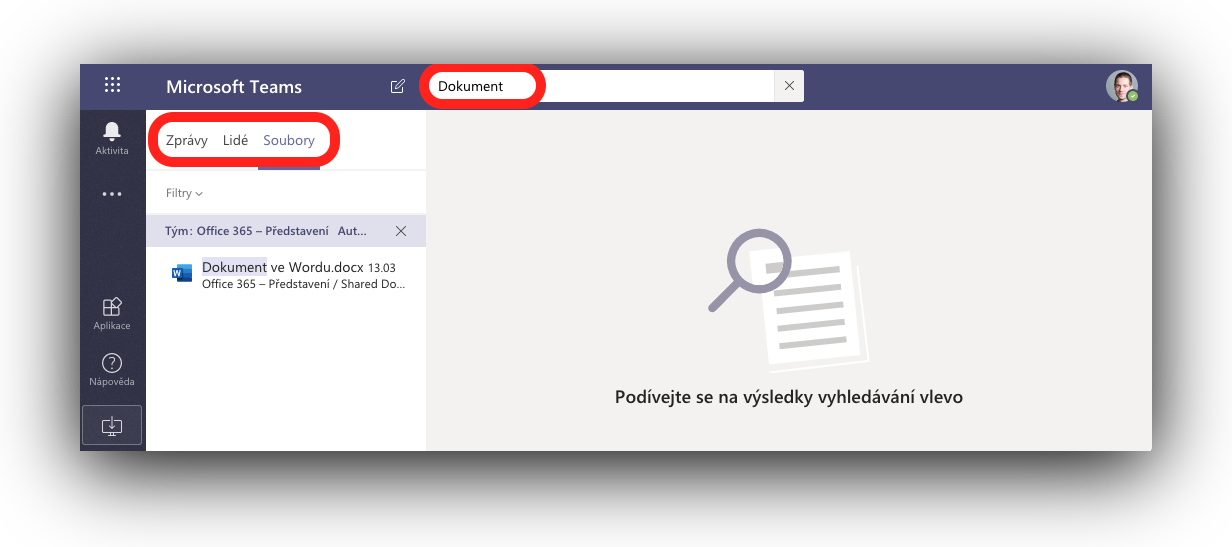 Microsoft Teams
Dokument
Aktivita
Zprávy Lidé Soubory
Filtry
Tým: Office 365 – Představení Aut...
W
Dokument ve Wordu.docx 13.03
Office 365 – Představení / Shared Do...
Aplikace
?
Nápověda
Podívejte se na výsledky vyhledávání vlevo